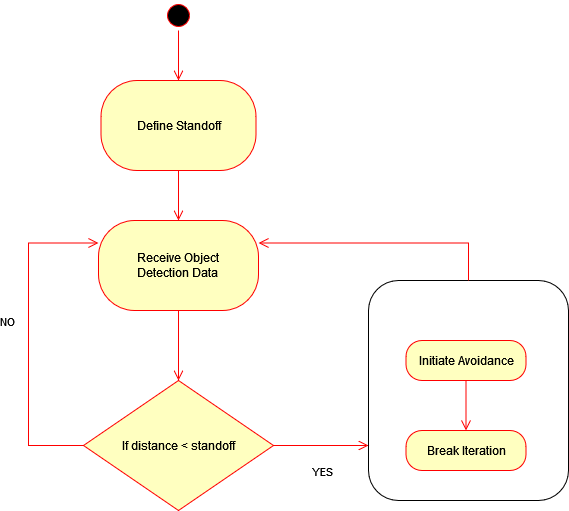 Define Standoff
Receive Object
Detection Data
NO
Initiate Avoidance
If distance < standoff
Break Iteration
YES